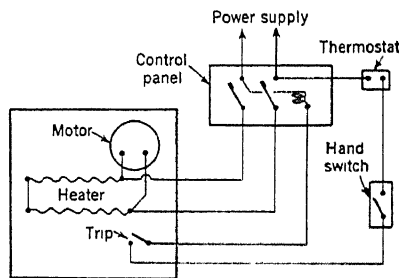 Power supply
Control
panel
Thermostat
Motor
Hand
switch
Heater
Trip